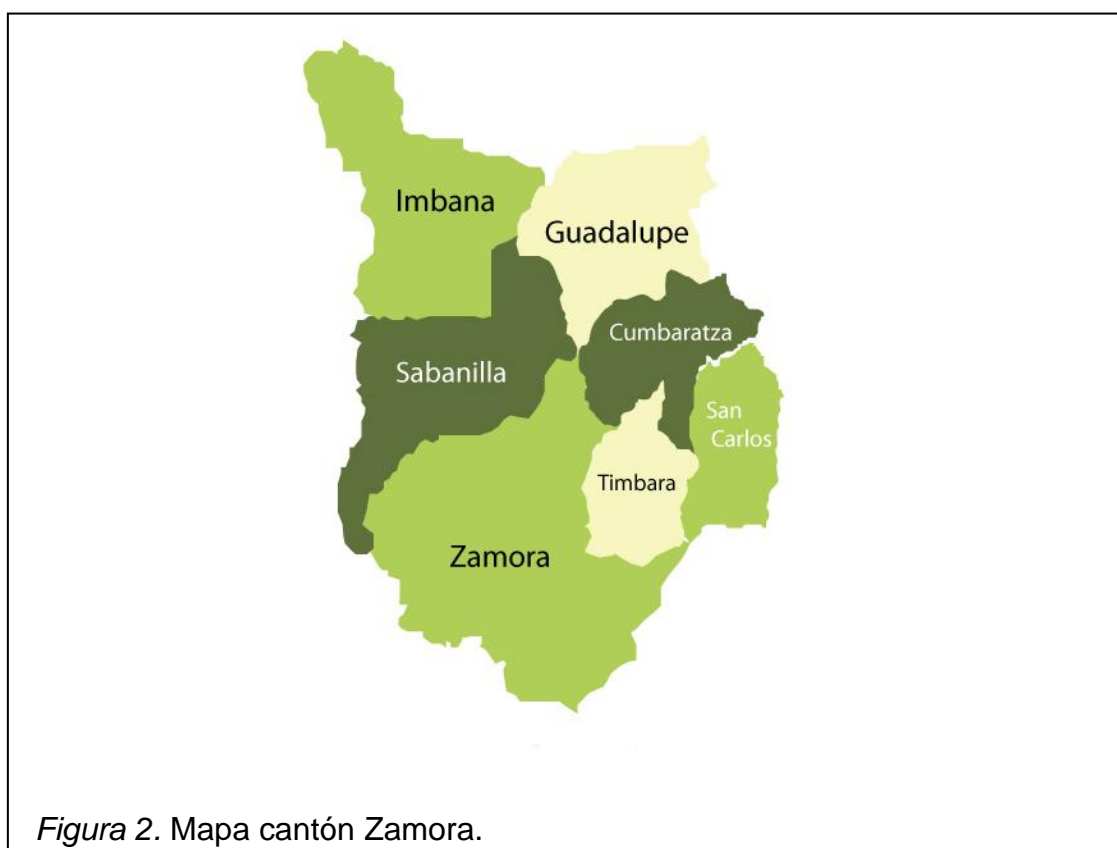 Imbana
Guadalupe
Cumbaratza
Sabanilla
San
Carlos
Timbara
Zamora
Figura 2. Mapa cantón Zamora.